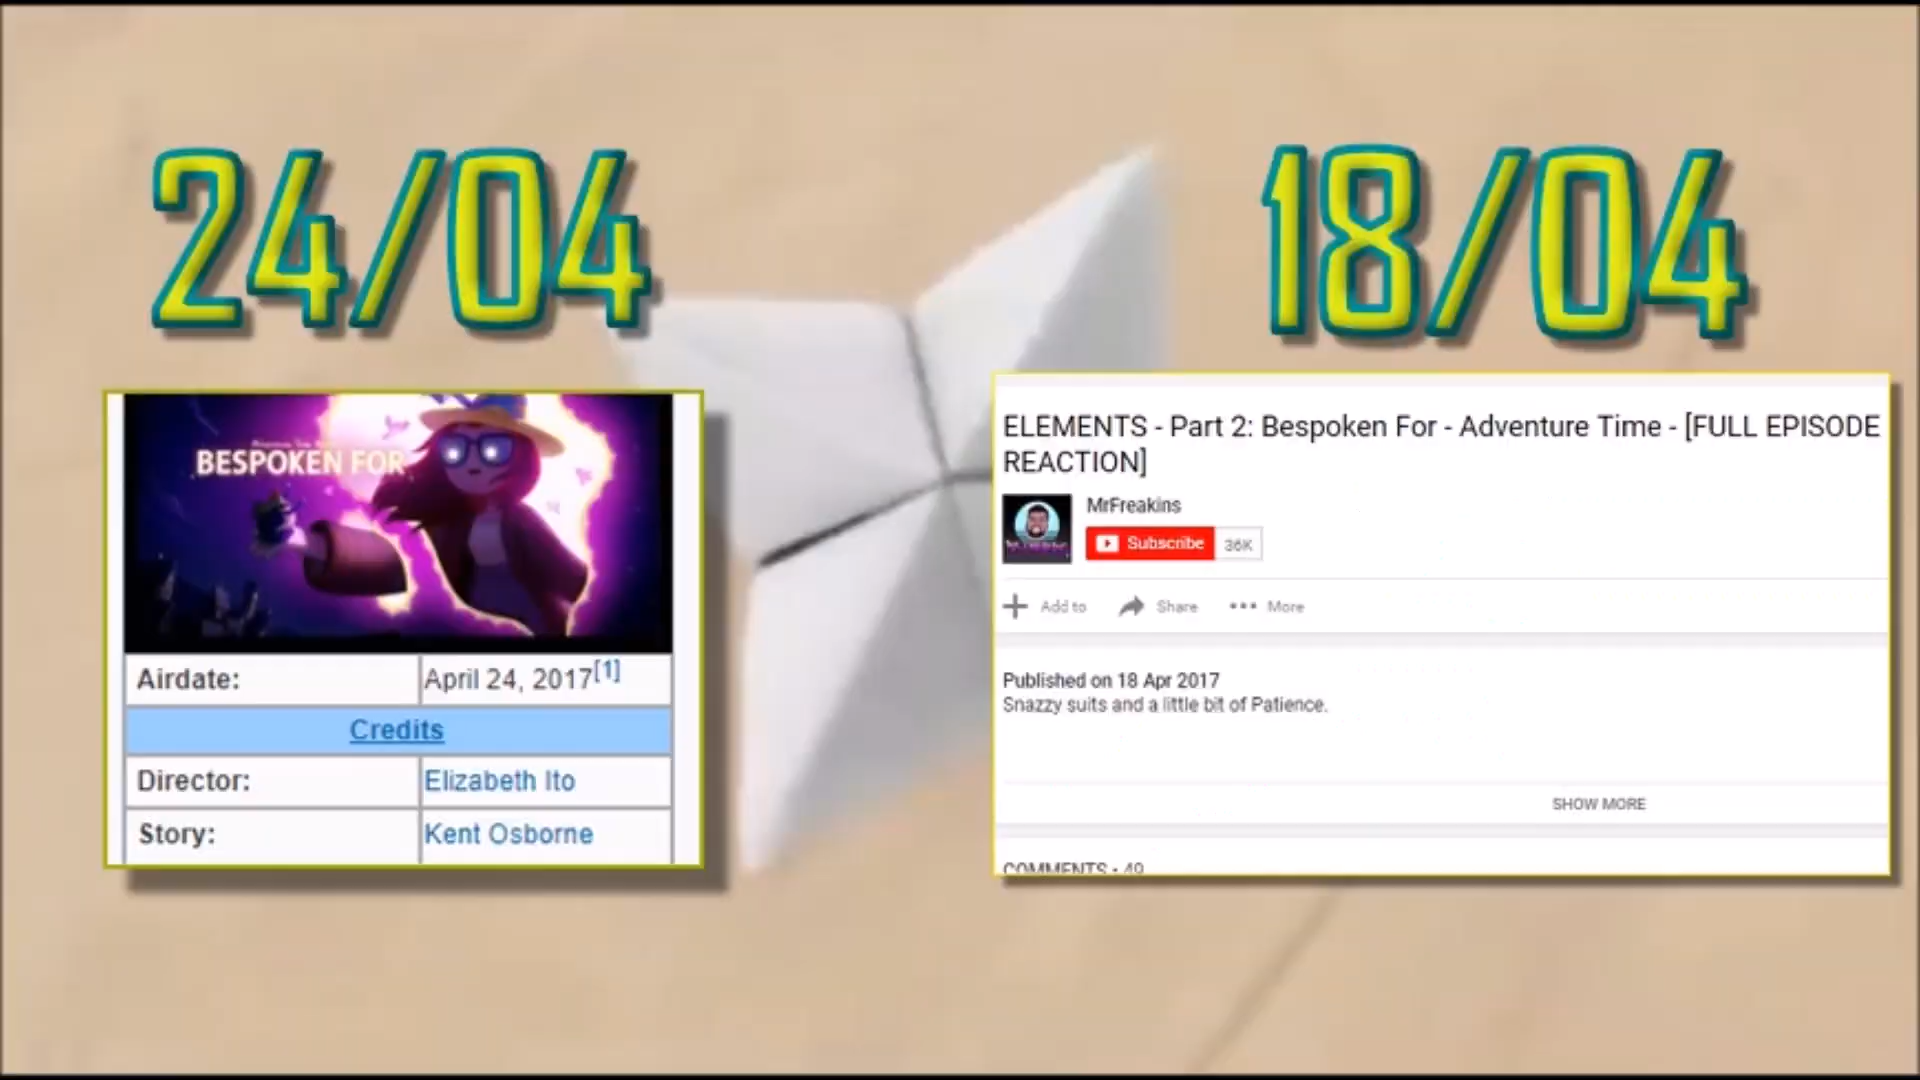 24/04
18/04
BESPOKEN FOR
Airdate: April 24, 2017[1]
Credits
Director: Elizabeth Ito
Story: Kent Osborne
ELEMENTS - Part 2: Bespoken For - Adventure Time - [FULL EPISODE
REACTION]
MrFreakins
Subscribe 36K
Add to Share More
Published on 18 Apr 2017
Snazzy suits and a little bit of Patience.
SHOW MORE
COMMENTS • 49